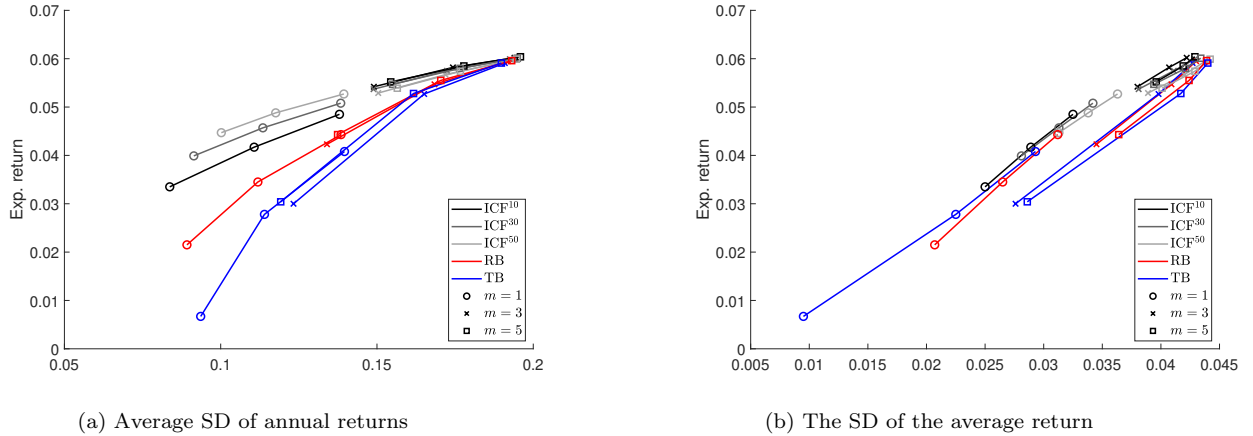 0.07
0.06
0.05
0.04
0.03
0.02
0.01
0
Exp. return
0.05
0.1
0.15
0.2
ICF¹⁰
ICF³⁰
ICF⁵⁰
RB
TB
m = 1
m = 3
m = 5
(a) Average SD of annual returns
0.07
0.06
0.05
0.04
0.03
0.02
0.01
0
Exp. return
0.005
0.01
0.015
0.02
0.025
0.03
0.035
0.04
0.045
ICF¹⁰
ICF³⁰
ICF⁵⁰
RB
TB
m = 1
m = 3
m = 5
(b) The SD of the average return